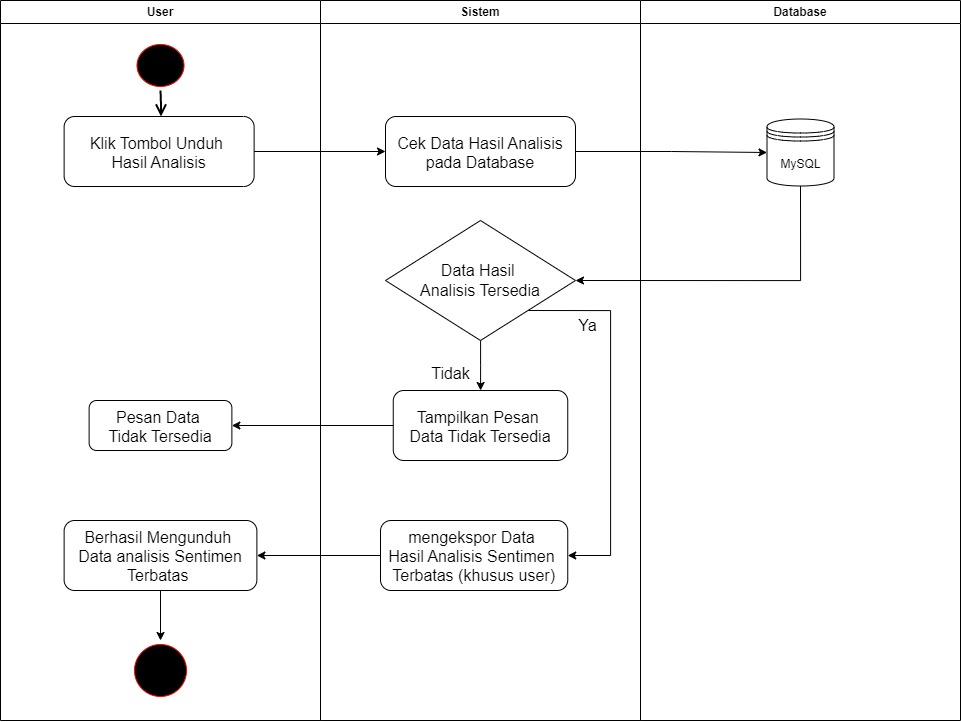 User
Sistem
Database
Klik Tombol Unduh
Hasil Analisis
Cek Data Hasil Analisis
pada Database
MySQL
Data Hasil
Analisis Tersedia
Ya
Tidak
Tampilkan Pesan
Data Tidak Tersedia
Pesan Data
Tidak Tersedia
mengekspor Data
Hasil Analisis Sentimen
Terbatas (khusus user)
Berhasil Mengunduh
Data analisis Sentimen
Terbatas